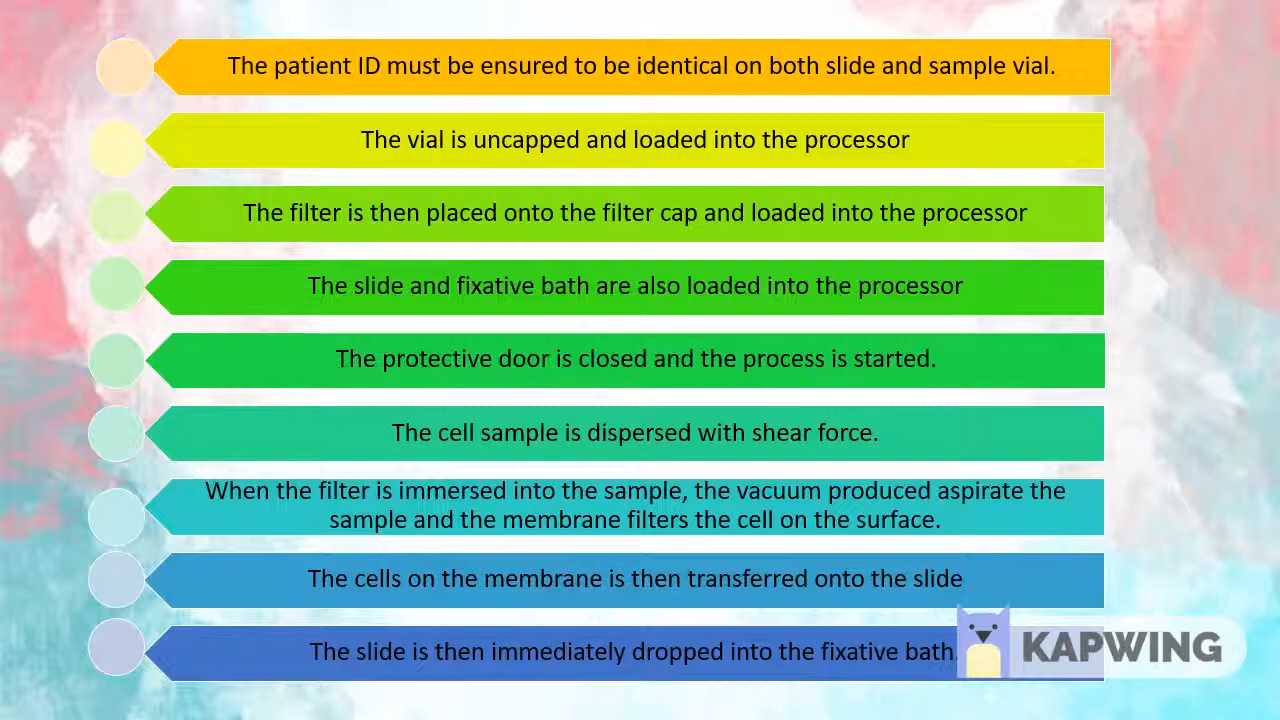 The patient ID must be ensured to be identical on both slide and sample vial.
The vial is uncapped and loaded into the processor
The filter is then placed onto the filter cap and loaded into the processor
The slide and fixative bath are also loaded into the processor
The protective door is closed and the process is started.
The cell sample is dispersed with shear force.
When the filter is immersed into the sample, the vacuum produced aspirate the
sample and the membrane filters the cell on the surface.
The cells on the membrane is then transferred onto the slide
The slide is then immediately dropped into the fixative bath.
KAPWING